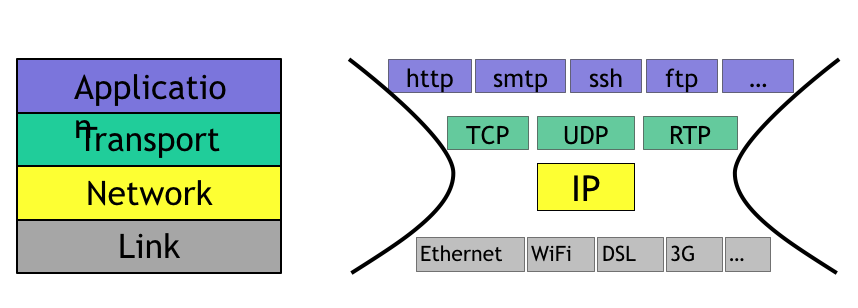 Applicatio
n
Transport
Network
Link
http smtp ssh ftp ...
TCP UDP RTP
IP
Ethernet WiFi DSL 3G ...